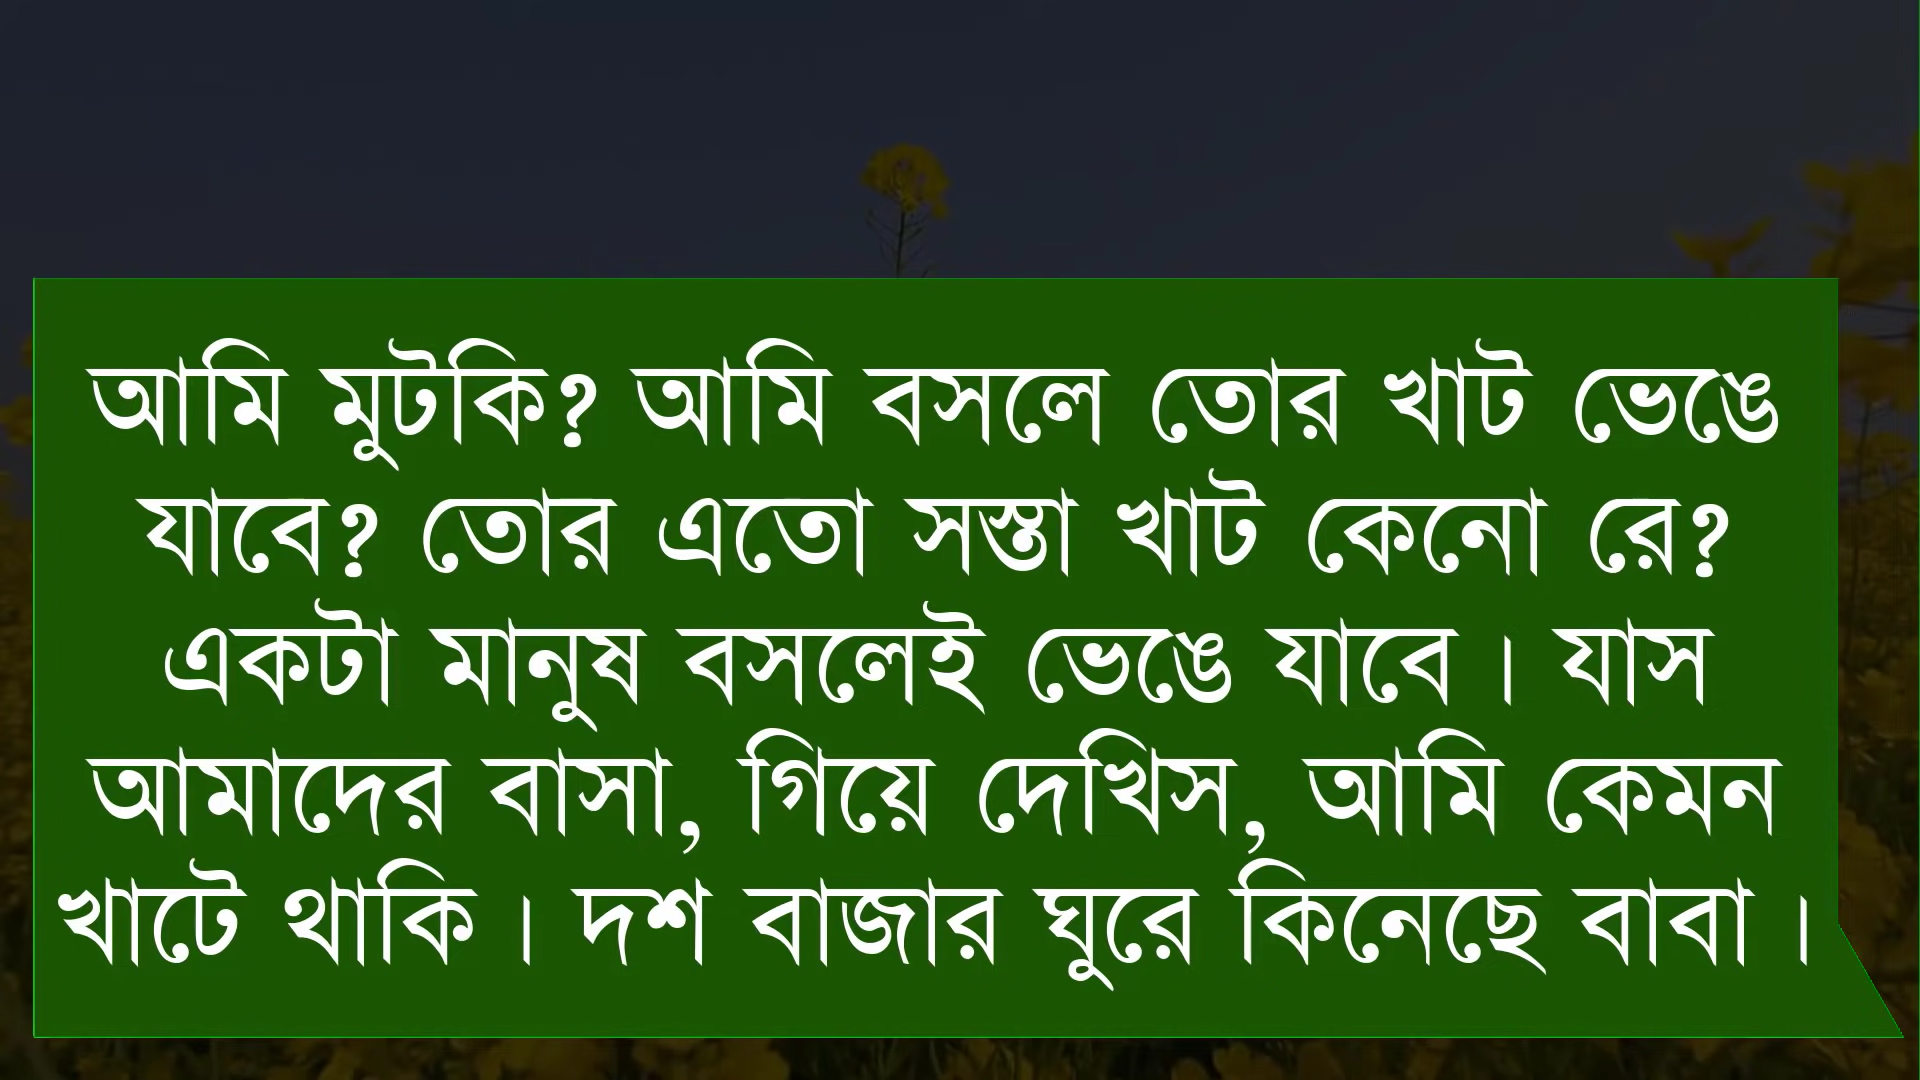 আমি মুটকি? আমি বসলে তোর খাট ভেঙে
যাবে? তোর এতো সস্তা খাট কেনো রে?
একটা মানুষ বসলেই ভেঙে যাবে। যাস
আমাদের বাসা, গিয়ে দেখিস, আমি কেমন
খাটে থাকি। দশ বাজার ঘুরে কিনেছে বাবা।